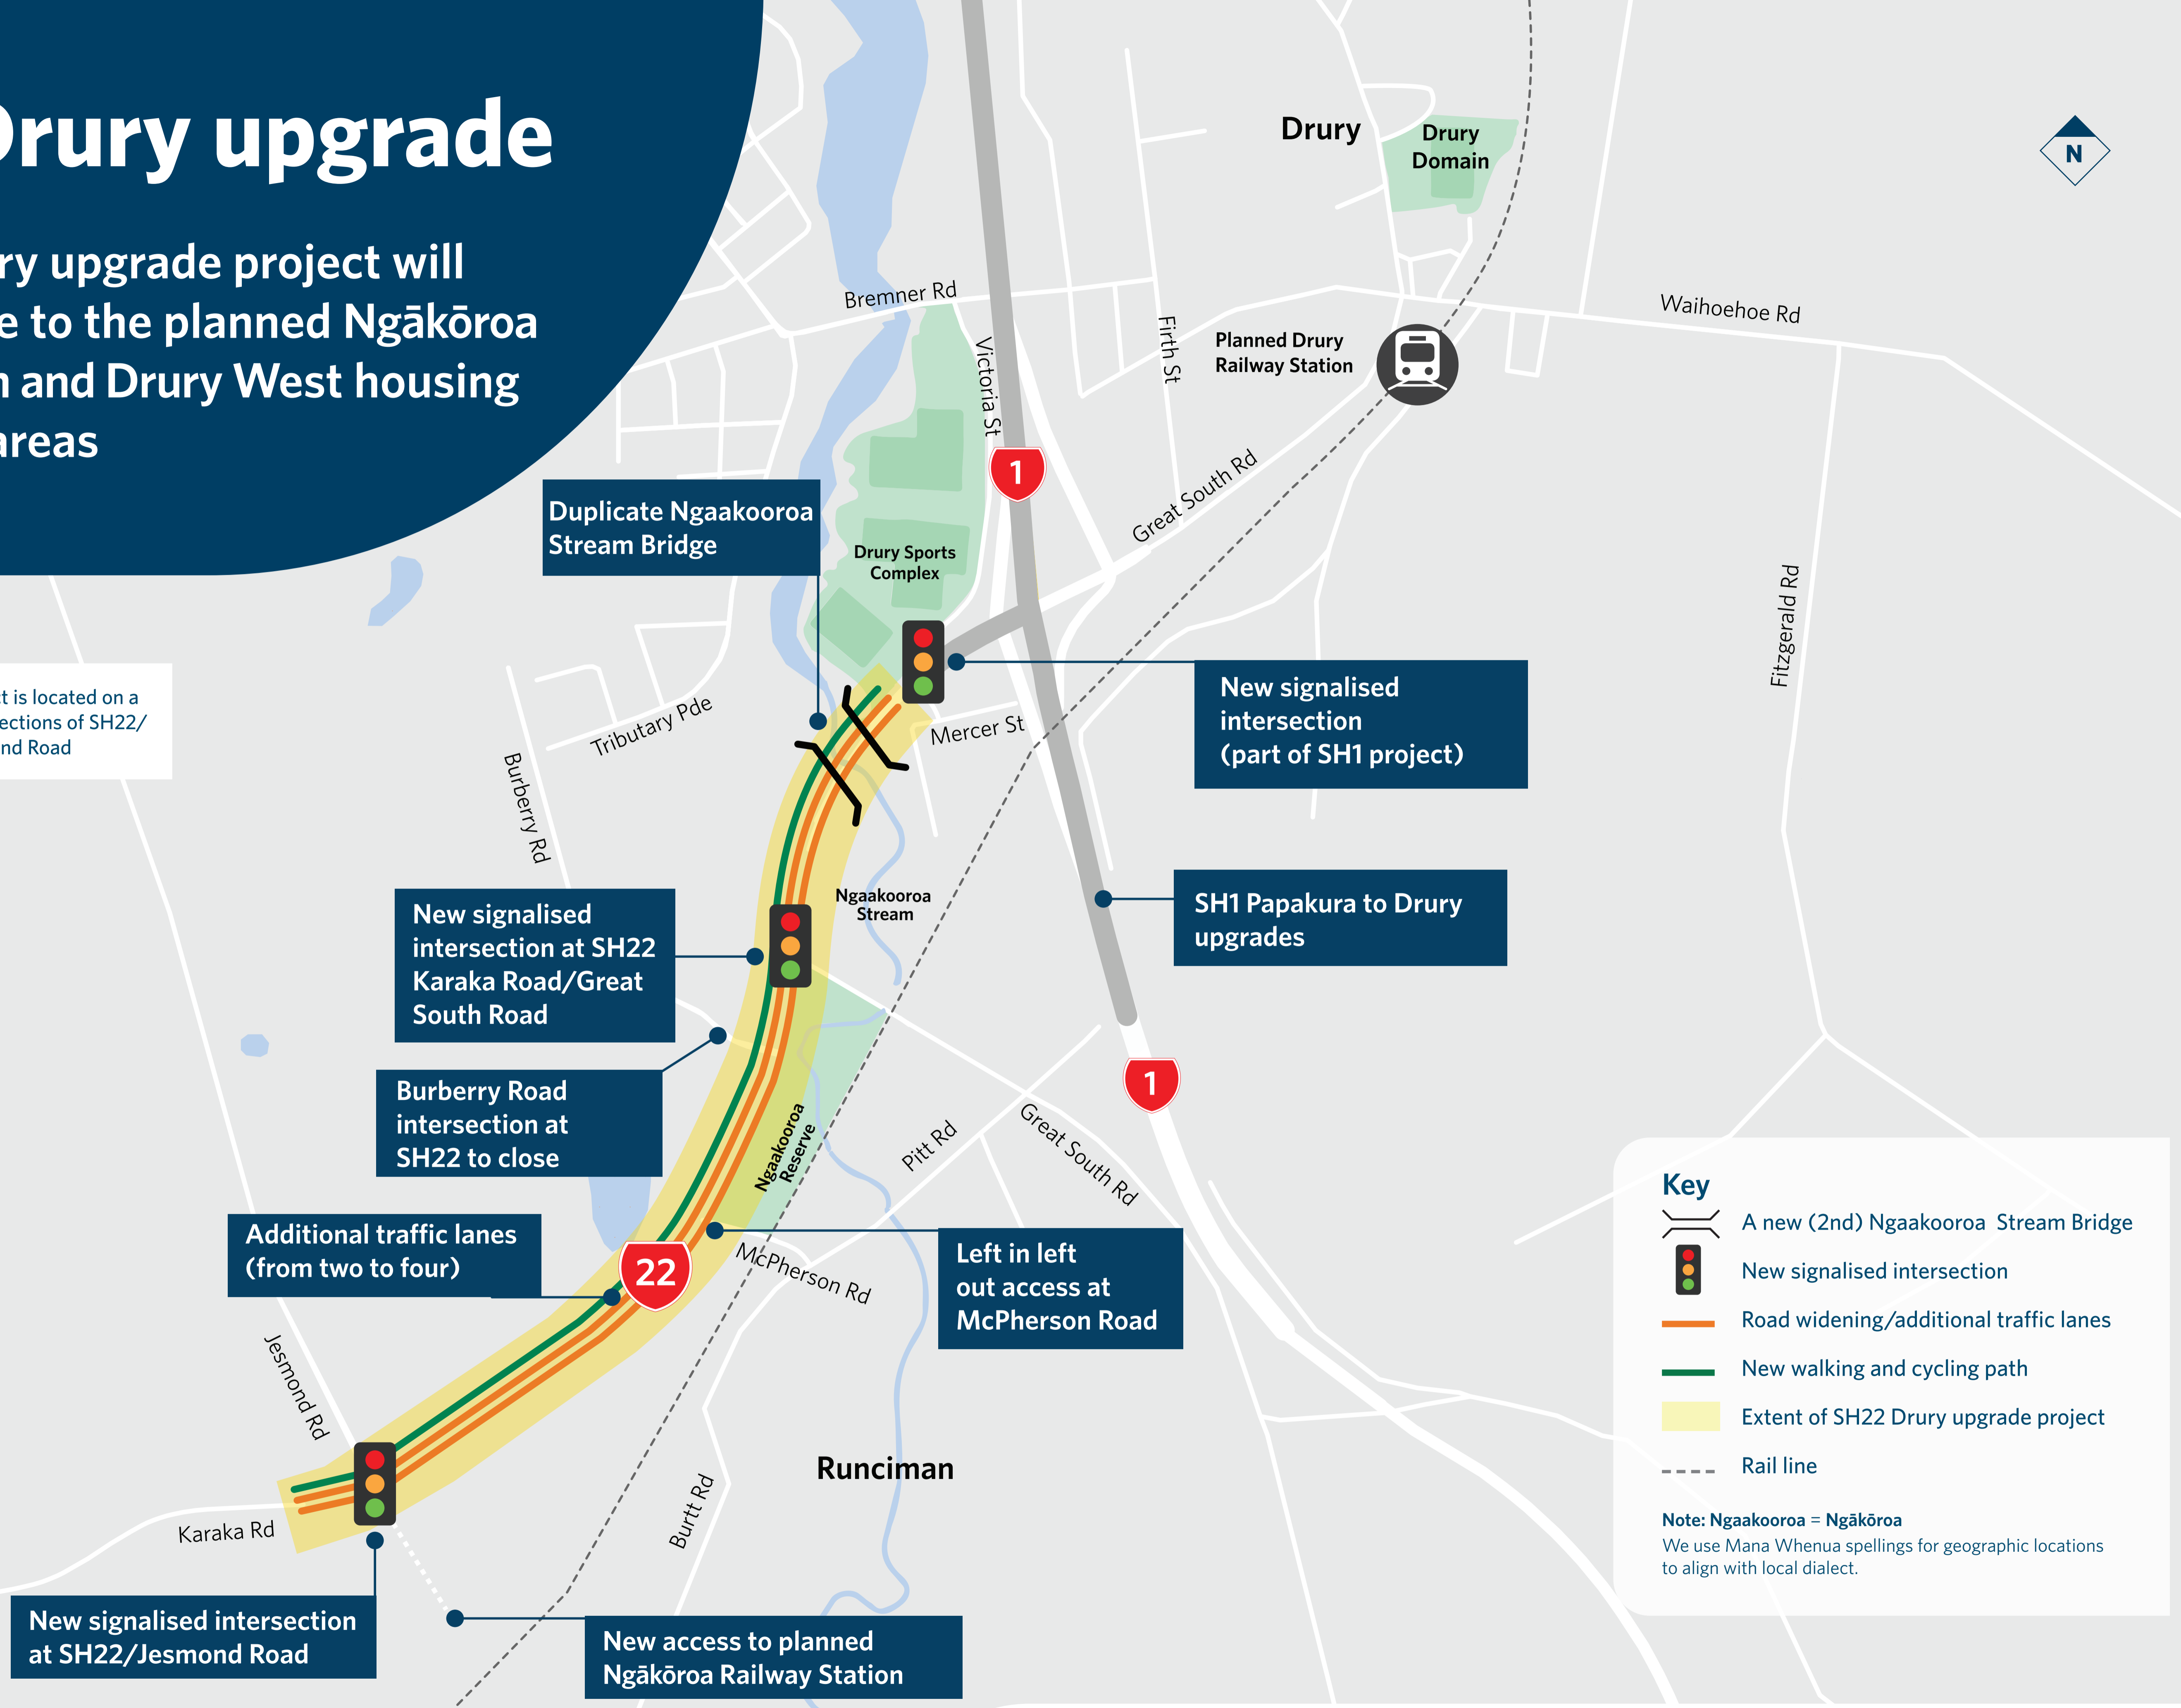 Drury upgrade
ry upgrade project will
e to the planned Ngākōroa
n and Drury West housing
areas
ct is located on a
ections of SH22/
nd Road
Drury
Drury
Domain
N
Bremner Rd
Victoria St
Firth St
Planned Drury
Railway Station
Waihoehoe Rd
1
Great South Rd
Duplicate Ngaakooroa
Stream Bridge
Drury Sports
Complex
Fitzgerald Rd
New signalised
intersection
(part of SH1 project)
Tributary Pde
Mercer St
Burberry Rd
Ngaakooroa
Stream
SH1 Papakura to Drury
upgrades
New signalised
intersection at SH22
Karaka Road/Great
South Road
Burberry Road
intersection at
SH22 to close
1
Ngaakooroa
Reserve
Pitt Rd
Great South Rd
Additional traffic lanes
(from two to four)
22
McPherson Rd
Left in left
out access at
McPherson Road
Jesmond Rd
Runciman
Burtt Rd
Karaka Rd
New signalised intersection
at SH22/Jesmond Road
New access to planned
Ngākōroa Railway Station
Key
A new (2nd) Ngaakooroa Stream Bridge
New signalised intersection
Road widening/additional traffic lanes
New walking and cycling path
Extent of SH22 Drury upgrade project
Rail line
Note: Ngaakooroa = Ngākōroa
We use Mana Whenua spellings for geographic locations
to align with local dialect.